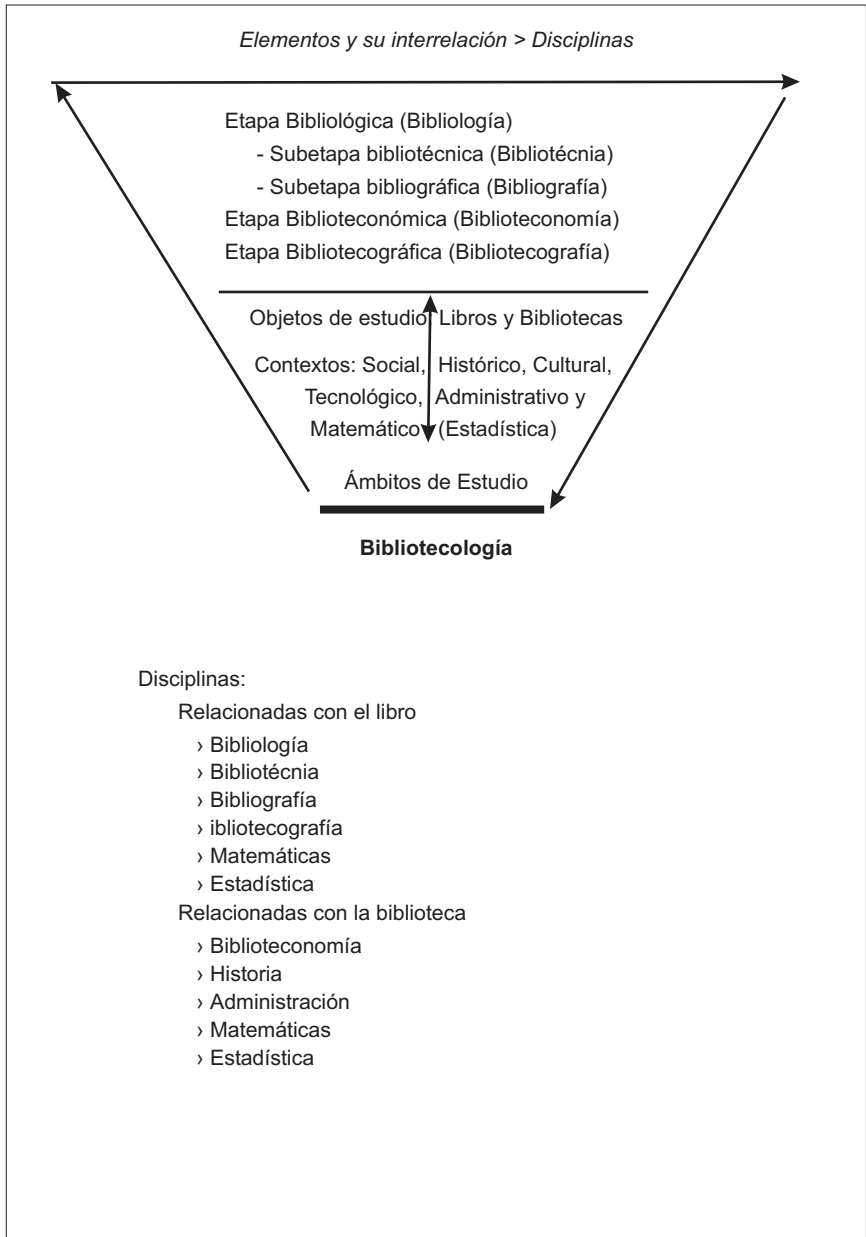 Elementos y su interrelación > Disciplinas
Etapa Bibliológica (Bibliología)
- Subetapa bibliotécnica (Bibliotécnia)
- Subetapa bibliográfica (Bibliografía)
Etapa Biblioteconómica (Biblioteconomía)
Etapa Bibliotecográfica (Bibliotecografía)
Objetos de estudio: Libros y Bibliotecas
Contextos: Social, Histórico, Cultural,
Tecnológico, Administrativo y
Matemático (Estadística)
Ámbitos de Estudio
Bibliotecología
Disciplinas:
Relacionadas con el libro
› Bibliología
› Bibliotécnia
› Bibliografía
› ibliotecografía
› Matemáticas
› Estadística
Relacionadas con la biblioteca
› Biblioteconomía
› Historia
› Administración
› Matemáticas
› Estadística